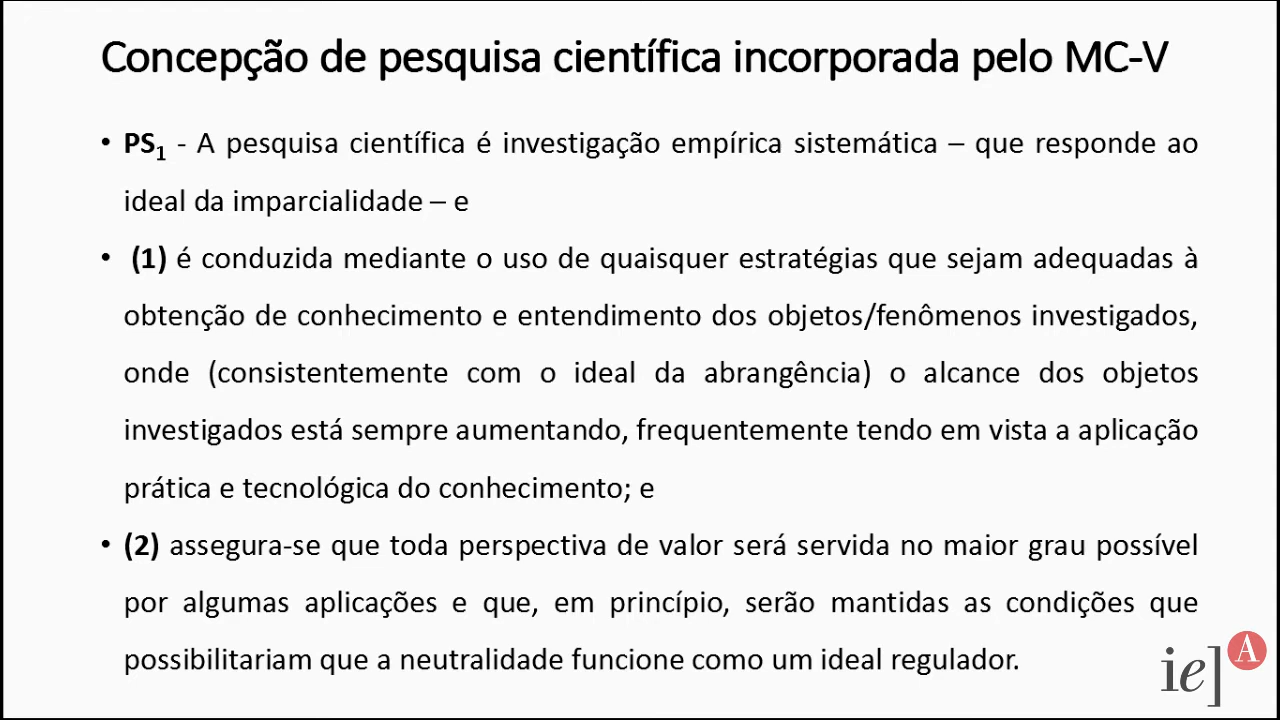 Concepção de pesquisa científica incorporada pelo MC-V
• PS₁ - A pesquisa científica é investigação empírica sistemática – que responde ao
ideal da imparcialidade – e
• (1) é conduzida mediante o uso de quaisquer estratégias que sejam adequadas à
obtenção de conhecimento e entendimento dos objetos/fenômenos investigados,
onde (consistentemente com o ideal da abrangência) o alcance dos objetos
investigados está sempre aumentando, frequentemente tendo em vista a aplicação
prática e tecnológica do conhecimento; e
• (2) assegura-se que toda perspectiva de valor será servida no maior grau possível
por algumas aplicações e que, em princípio, serão mantidas as condições que
possibilitariam que a neutralidade funcione como um ideal regulador.
ie] A